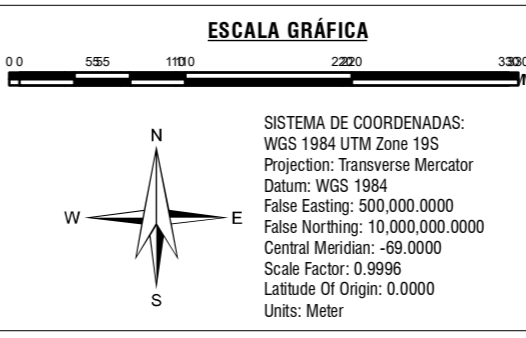 ESCALA GRÁFICA
0 0 55 110 220 330
N
W E
S
SISTEMA DE COORDENADAS:
WGS 1984 UTM Zone 19S
Projection: Transverse Mercator
Datum: WGS 1984
False Easting: 500,000.0000
False Northing: 10,000,000.0000
Central Meridian: -69.0000
Scale Factor: 0.9996
Latitude Of Origin: 0.0000
Units: Meter